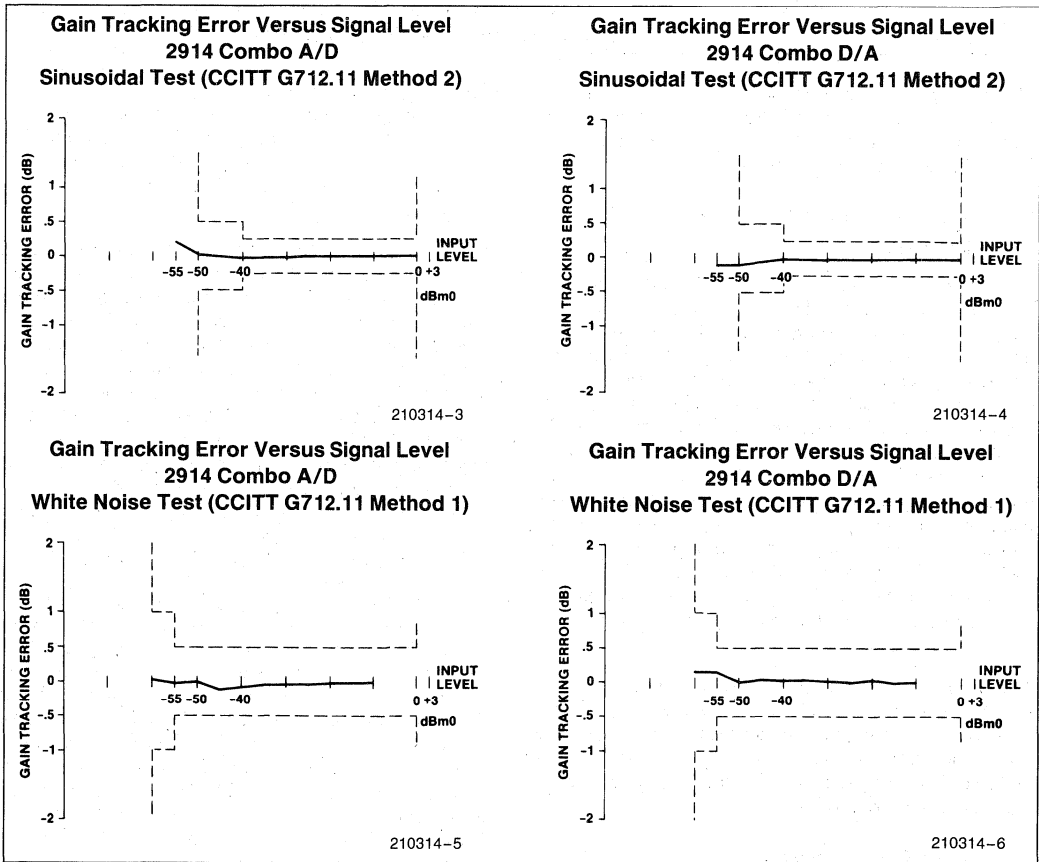 Gain Tracking Error Versus Signal Level
2914 Combo A/D
Sinusoidal Test (CCITT G712.11 Method 2)
GAIN TRACKING ERROR (dB)
2
1
.5
0
-.5
-1
-2
-55 -50 -40 0 +3
INPUT
LEVEL
dBm0
210314-3
Gain Tracking Error Versus Signal Level
2914 Combo D/A
Sinusoidal Test (CCITT G712.11 Method 2)
GAIN TRACKING ERROR (dB)
2
1
.5
0
-.5
-1
-2
-55 -50 -40 0 +3
INPUT
LEVEL
dBm0
210314-4
Gain Tracking Error Versus Signal Level
2914 Combo A/D
White Noise Test (CCITT G712.11 Method 1)
GAIN TRACKING ERROR (dB)
2
1
.5
0
-.5
-1
-2
-55 -50 -40 0 +3
INPUT
LEVEL
dBm0
210314-5
Gain Tracking Error Versus Signal Level
2914 Combo D/A
White Noise Test (CCITT G712.11 Method 1)
GAIN TRACKING ERROR (dB)
2
1
.5
0
-.5
-1
-2
-55 -50 -40 0 +3
INPUT
LEVEL
dBm0
210314-6